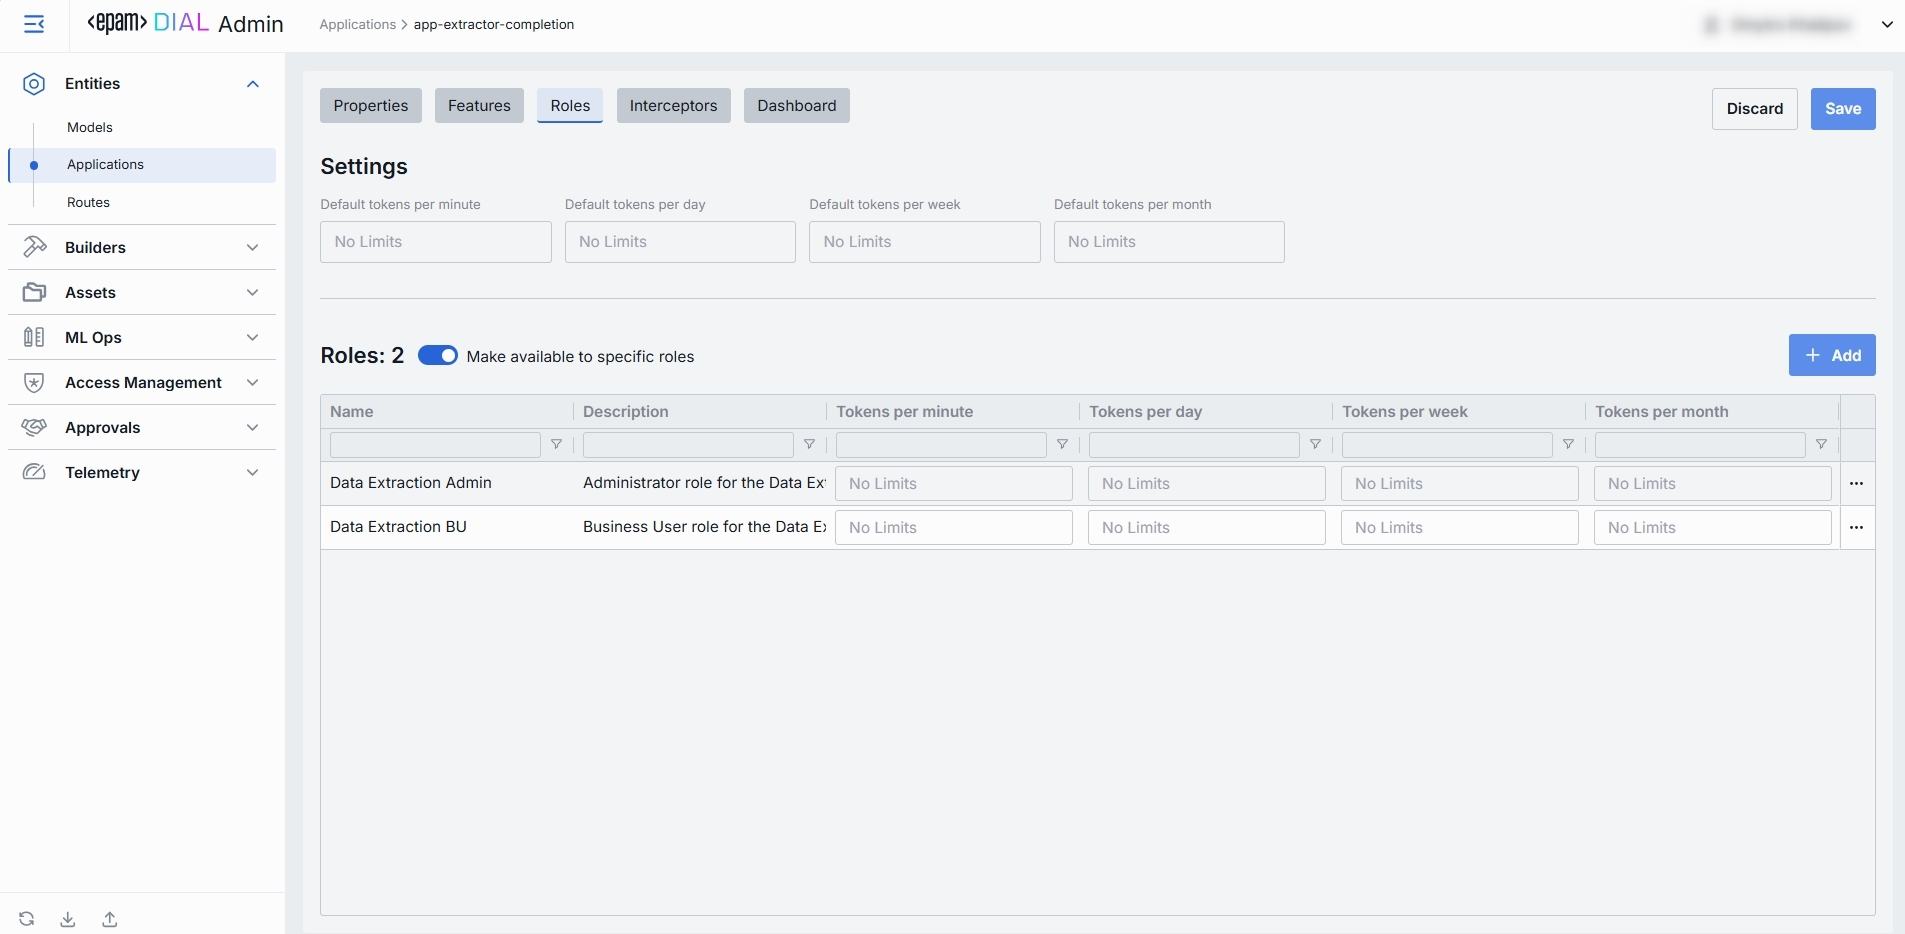 <epam> DIAL Admin
Applications > app-extractor-completion
Entities
Models
Applications
Routes
Builders
Assets
ML Ops
Access Management
Approvals
Telemetry
Properties Features Roles Interceptors Dashboard
Discard Save
Settings
Default tokens per minute Default tokens per day Default tokens per week Default tokens per month
No Limits No Limits No Limits No Limits
Roles: 2 Make available to specific roles
+ Add
Name Description Tokens per minute Tokens per day Tokens per week Tokens per month
Data Extraction Admin Administrator role for the Data Ex No Limits No Limits No Limits No Limits
Data Extraction BU Business User role for the Data E No Limits No Limits No Limits No Limits